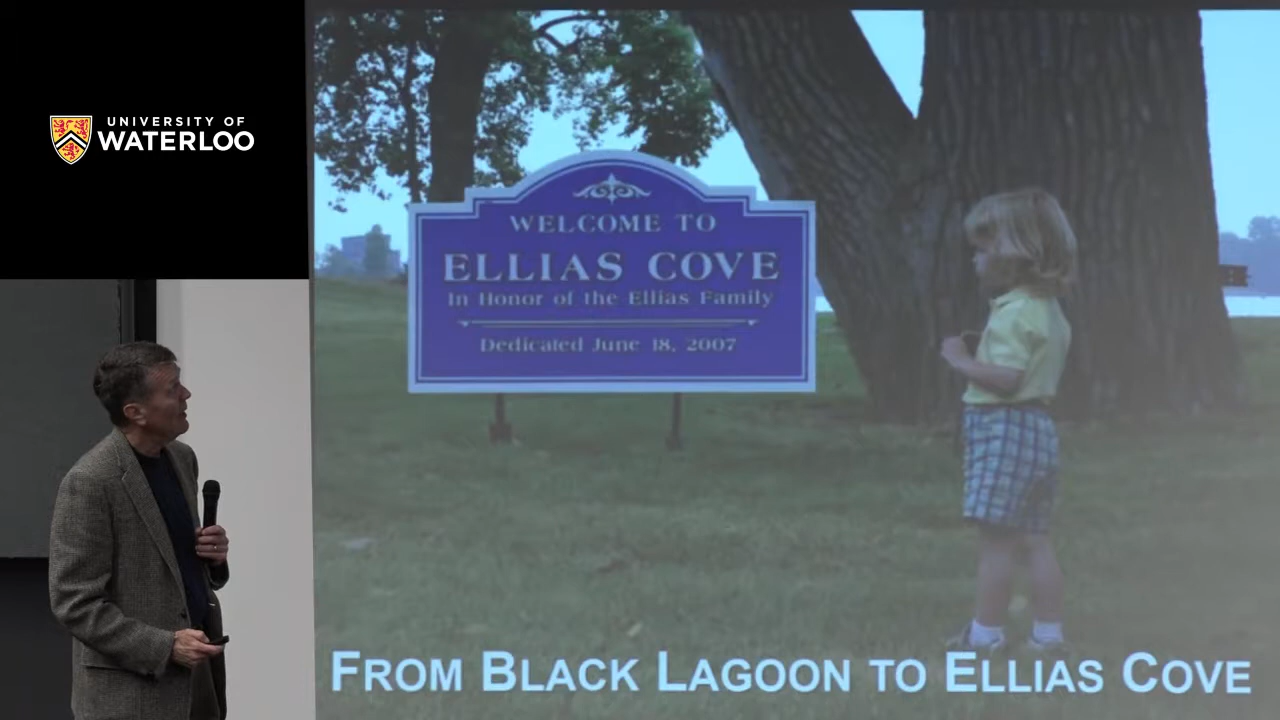 UNIVERSITY OF
WATERLOO
WELCOME TO
ELLIAS COVE
In Honor of the Ellias Family
Dedicated June 18, 2007
FROM BLACK LAGOON TO ELLIAS COVE